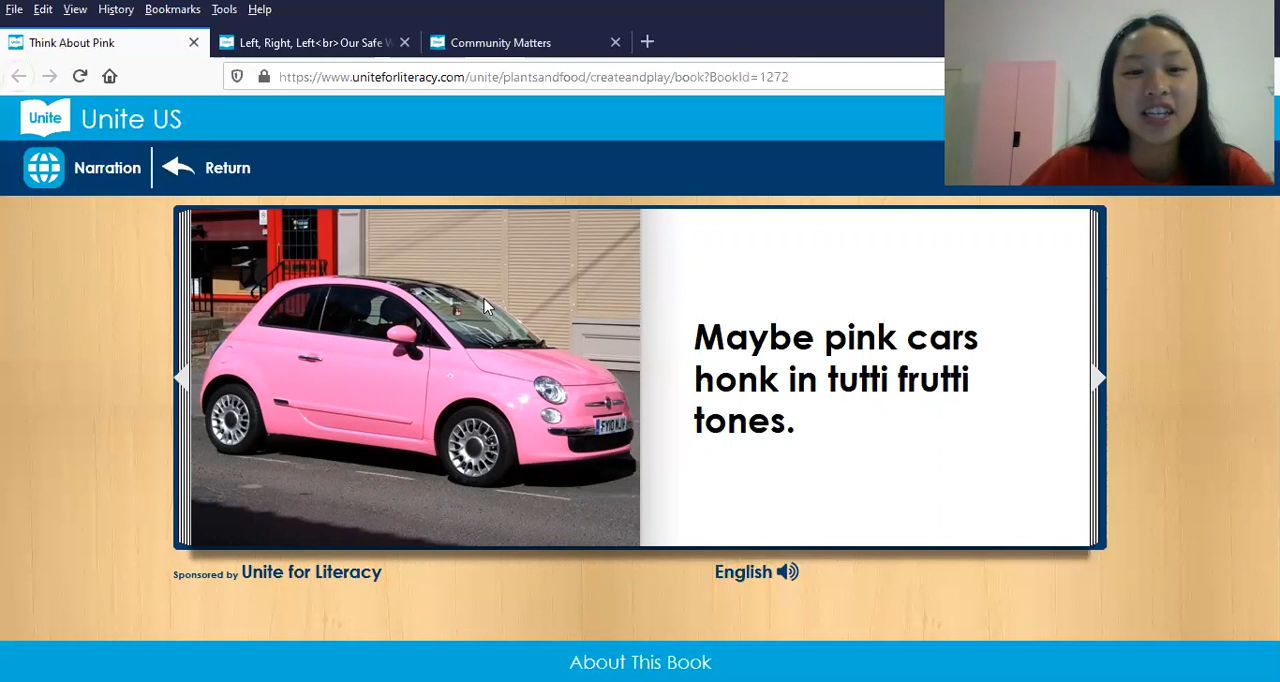 File Edit View History Bookmarks Tools Help
Think About Pink
Left, Right, Left<br>Our Safe W
Community Matters
https://www.uniteforliteracy.com/unite/plantsandfood/createandplay/book?BookId=1272
Unite Unite US
Narration Return
Maybe pink cars
honk in tutti frutti
tones.
Sponsored by Unite for Literacy
English
About This Book